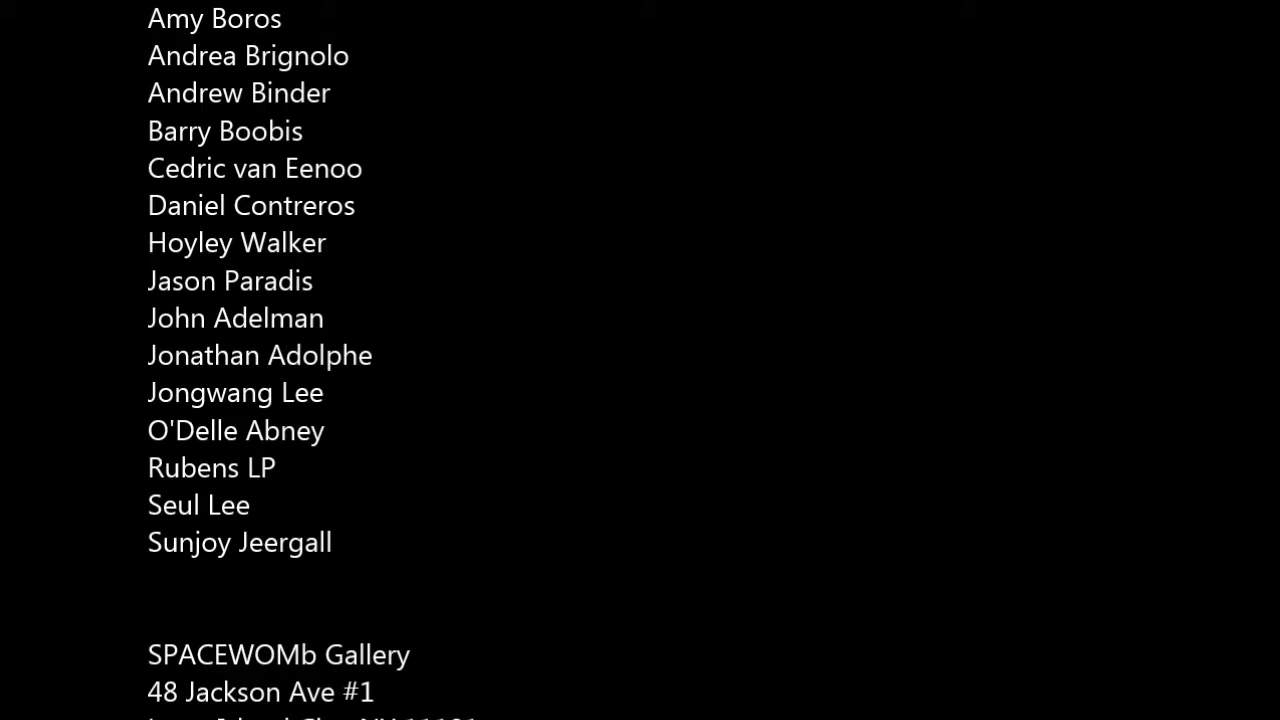 Amy Boros
Andrea Brignolo
Andrew Binder
Barry Boobis
Cedric van Eenoo
Daniel Contreros
Hoyley Walker
Jason Paradis
John Adelman
Jonathan Adolphe
Jongwang Lee
O'Delle Abney
Rubens LP
Seul Lee
Sunjoy Jeergall
SPACEWOMb Gallery
48 Jackson Ave #1